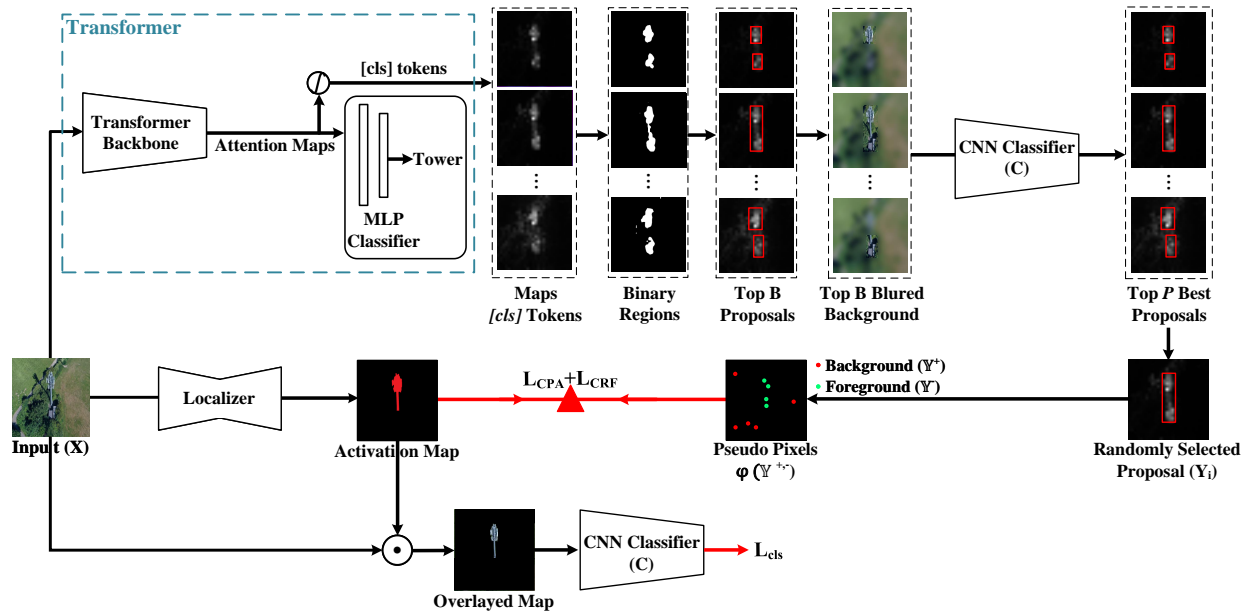 Transformer
[cls] tokens
Transformer
Backbone
Attention Maps
Tower
MLP
Classifier
CNN Classifier
(C)
Maps
[cls] Tokens
Binary
Regions
Top B
Proposals
Top B Blured
Background
Top P Best
Proposals
Input (X)
Localizer
Activation Map
L_CPA+L_CRF
Background (𝕐⁺)
Foreground (𝕐⁻)
Pseudo Pixels
φ (𝕐 ⁺,⁻)
Randomly Selected
Proposal (Y_i)
Overlayed Map
CNN Classifier
(C)
L_cls